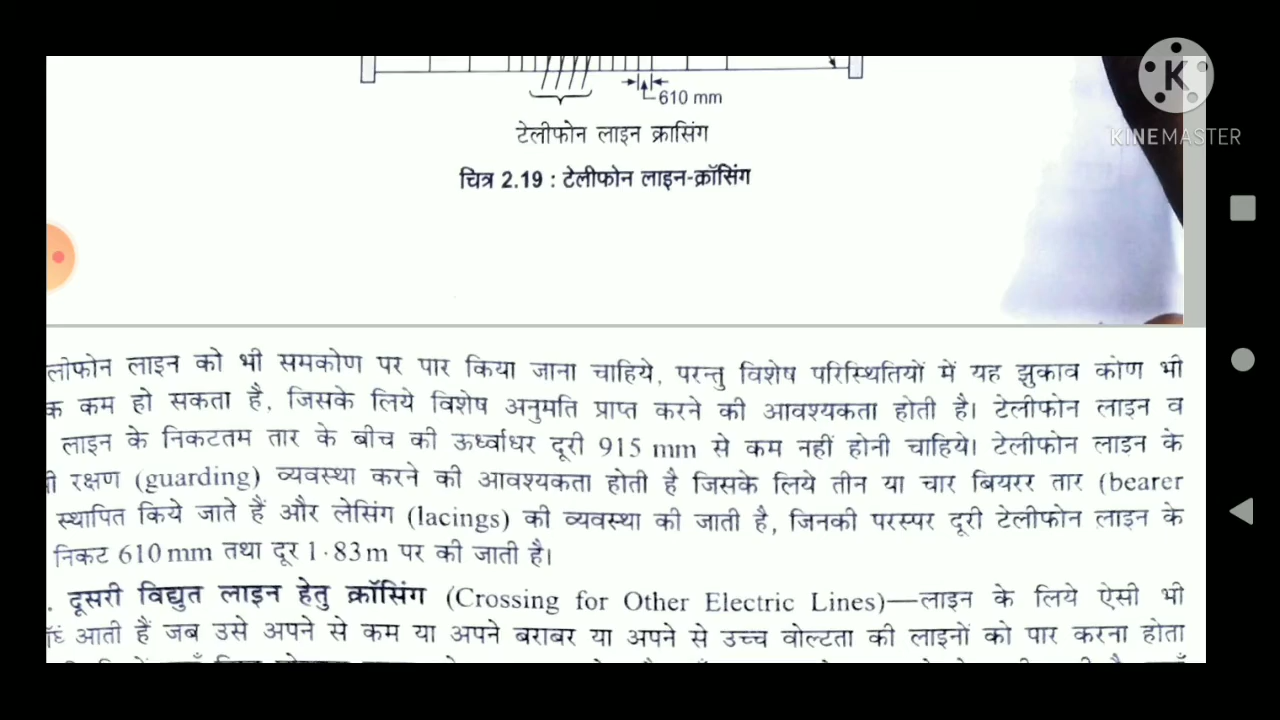 610 mm
टेलीफोन लाइन क्रासिंग
चित्र 2.19 : टेलीफोन लाइन-क्रॉसिंग
K
KINEMASTER
लीफोन लाइन को भी समकोण पर पार किया जाना चाहिये, परन्तु विशेष परिस्थितियों में यह झुकाव कोण भी
क कम हो सकता है, जिसके लिये विशेष अनुमति प्राप्त करने की आवश्यकता होती है। टेलीफोन लाइन व
लाइन के निकटतम तार के बीच की ऊर्ध्वाधर दूरी 915 mm से कम नहीं होनी चाहिये। टेलीफोन लाइन के
ी रक्षण (guarding) व्यवस्था करने की आवश्यकता होती है जिसके लिये तीन या चार बियरर तार (bearer
स्थापित किये जाते हैं और लेसिंग (lacings) की व्यवस्था की जाती है, जिनकी परस्पर दूरी टेलीफोन लाइन के
निकट 610 mm तथा दूर 1·83 m पर की जाती है।
. दूसरी विद्युत लाइन हेतु क्रॉसिंग (Crossing for Other Electric Lines)—लाइन के लिये ऐसी भी
आती हैं जब उसे अपने से कम या अपने बराबर या अपने से उच्च वोल्टता की लाइनों को पार करना होता